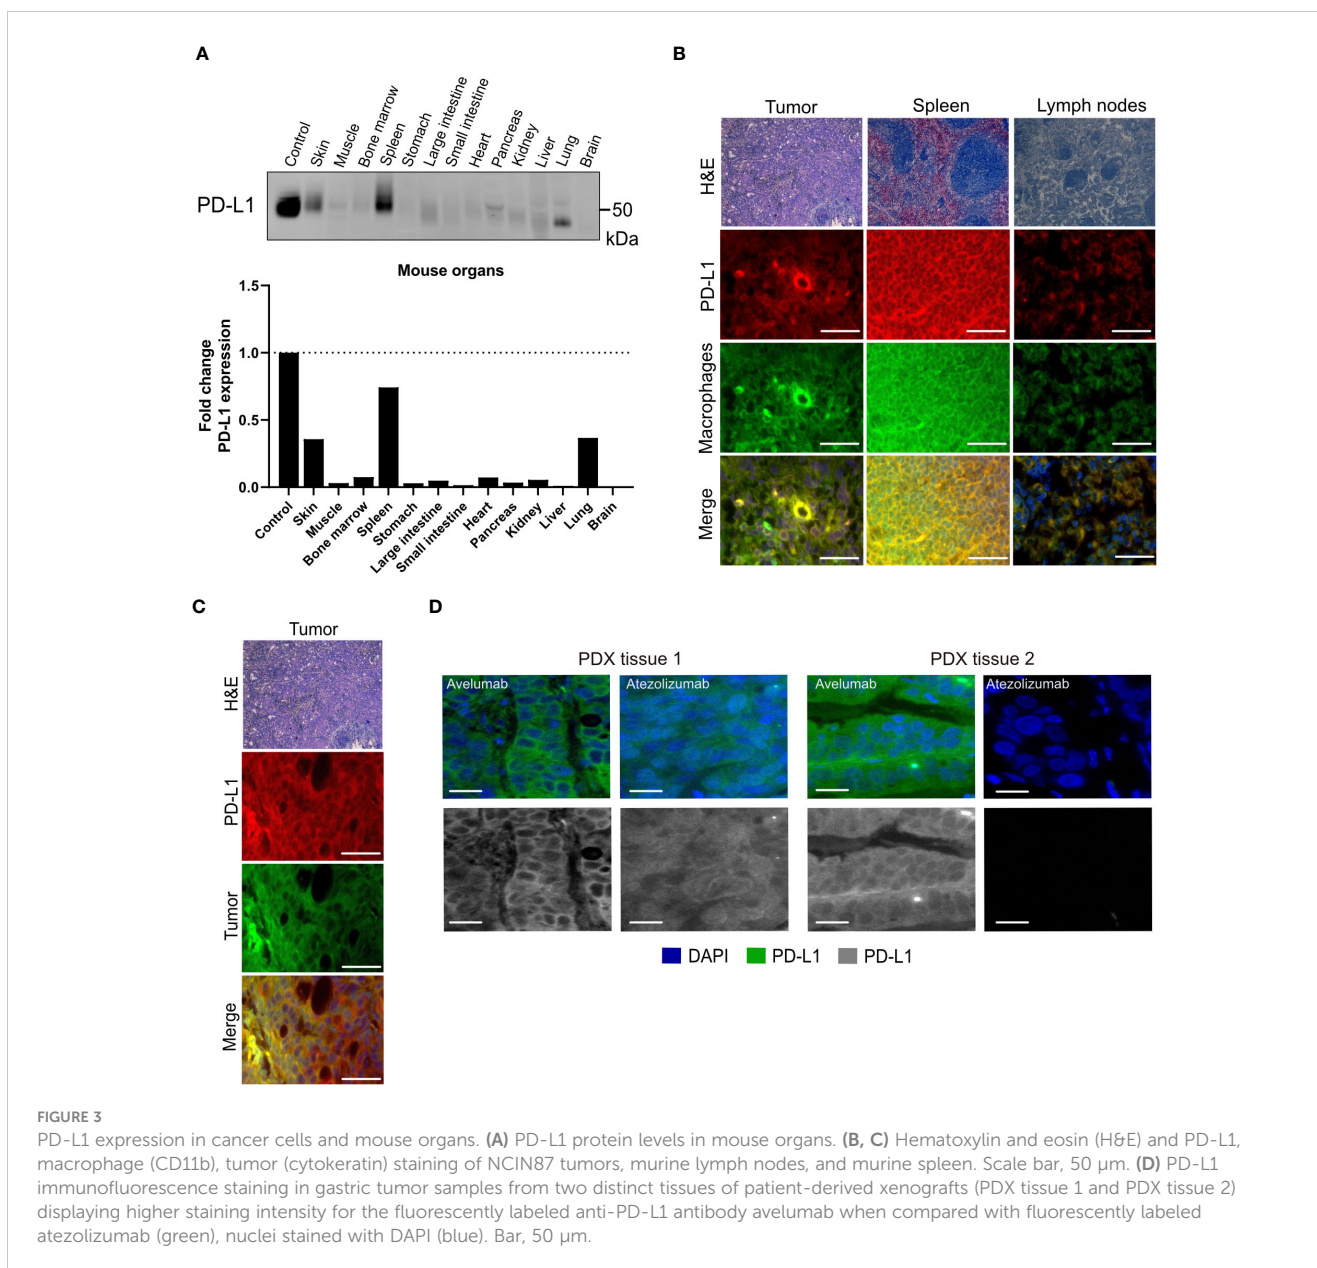 A
Control
Skin
Muscle
Bone marrow
Spleen
Stomach
Large intestine
Small intestine
Heart
Pancreas
Kidney
Liver
Lung
Brain
PD-L1
50
kDa
Mouse organs
Fold change
PD-L1 expression
1.5
1.0
0.5
0.0
Control
Skin
Muscle
Bone marrow
Spleen
Stomach
Large intestine
Small intestine
Heart
Pancreas
Kidney
Liver
Lung
Brain
B
Tumor Spleen Lymph nodes
H&E
PD-L1
Macrophages
Merge
C
Tumor
H&E
PD-L1
Tumor
Merge
D
PDX tissue 1 PDX tissue 2
Avelumab Atezolizumab Avelumab Atezolizumab
DAPI PD-L1 PD-L1
FIGURE 3
PD-L1 expression in cancer cells and mouse organs. (A) PD-L1 protein levels in mouse organs. (B, C) Hematoxylin and eosin (H&E) and PD-L1,
macrophage (CD11b), tumor (cytokeratin) staining of NCIN87 tumors, murine lymph nodes, and murine spleen. Scale bar, 50 µm. (D) PD-L1
immunofluorescence staining in gastric tumor samples from two distinct tissues of patient-derived xenografts (PDX tissue 1 and PDX tissue 2)
displaying higher staining intensity for the fluorescently labeled anti-PD-L1 antibody avelumab when compared with fluorescently labeled
atezolizumab (green), nuclei stained with DAPI (blue). Bar, 50 µm.